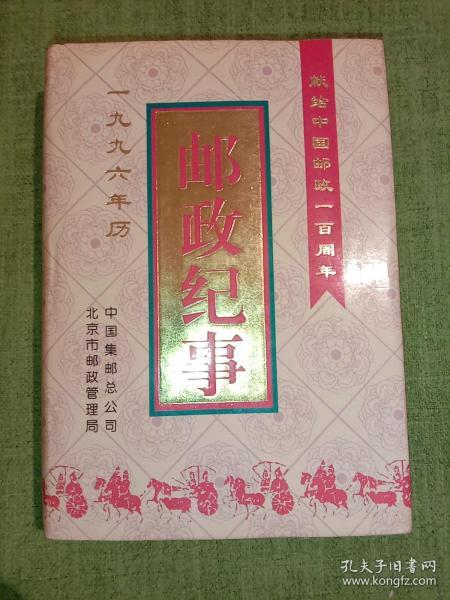 献给中国邮政一百周年
一九九六年历
邮政纪事
中国集邮总公司
北京市邮政管理局
孔夫子旧书网
www.kongfz.com